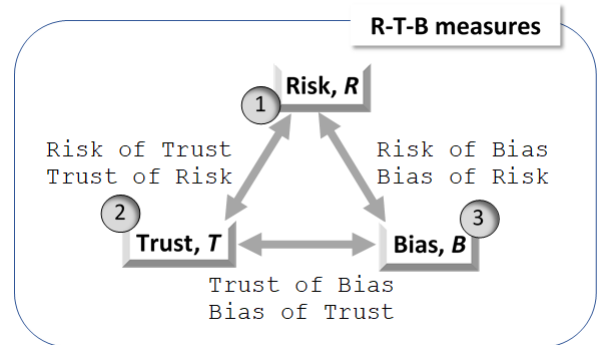 R-T-B measures
Risk, R
1
Risk of Trust
Trust of Risk
Risk of Bias
Bias of Risk
2
Trust, T
3
Bias, B
Trust of Bias
Bias of Trust